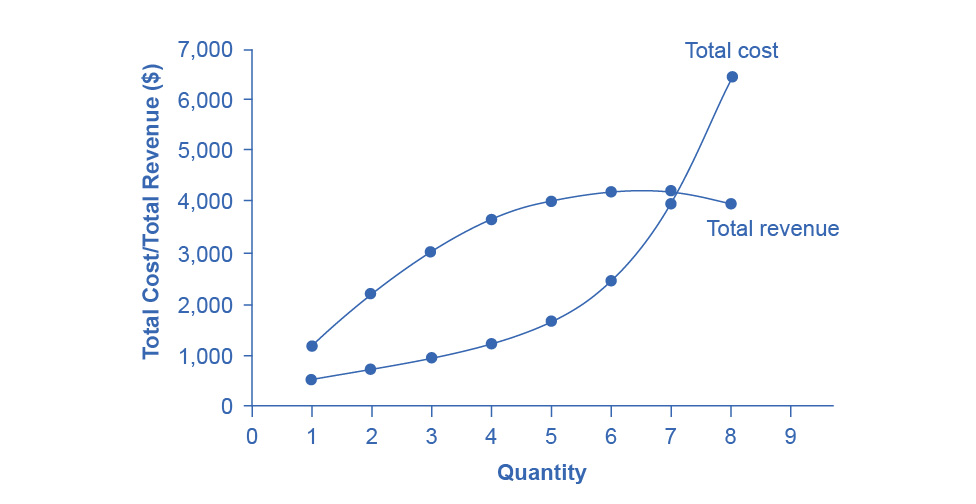 Total cost
7,000
6,000
5,000
4,000
3,000
2,000
1,000
0
Total Cost/Total Revenue ($)
Total revenue
0 1 2 3 4 5 6 7 8 9
Quantity